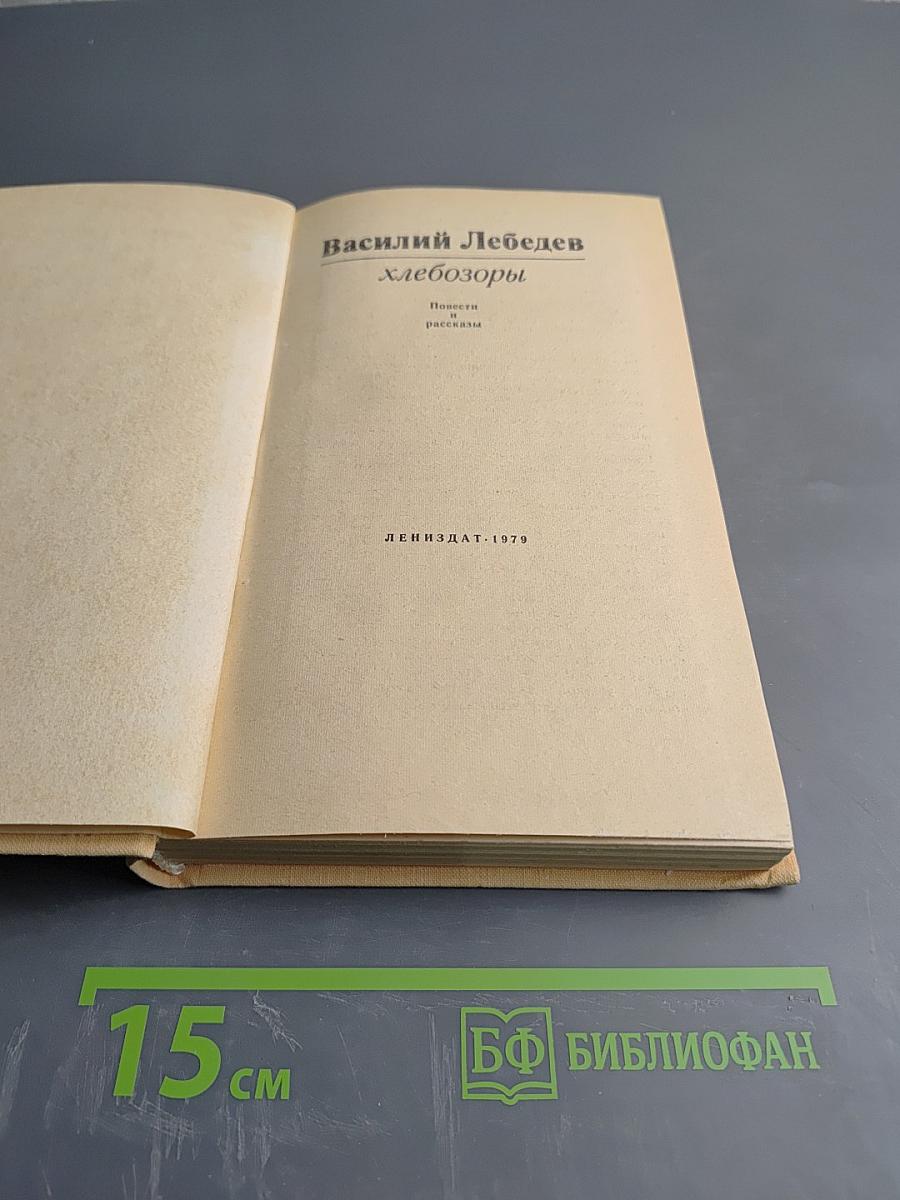 Василий Лебедев
хлебозоры
Повести
и
рассказы
ЛЕНИЗДАТ·1979
15 см
БФ БИБЛИОФАН